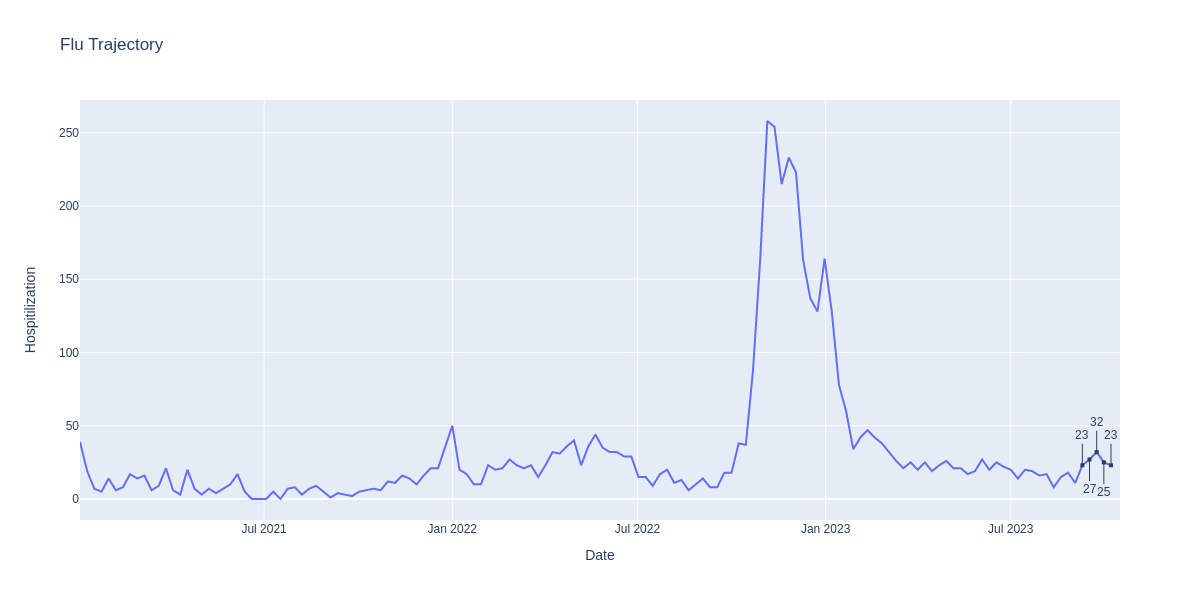 Flu Trajectory
250
200
150
100
50
0
Hospitilization
32
23
23
27
25
Jul 2021
Jan 2022
Jul 2022
Jan 2023
Jul 2023
Date